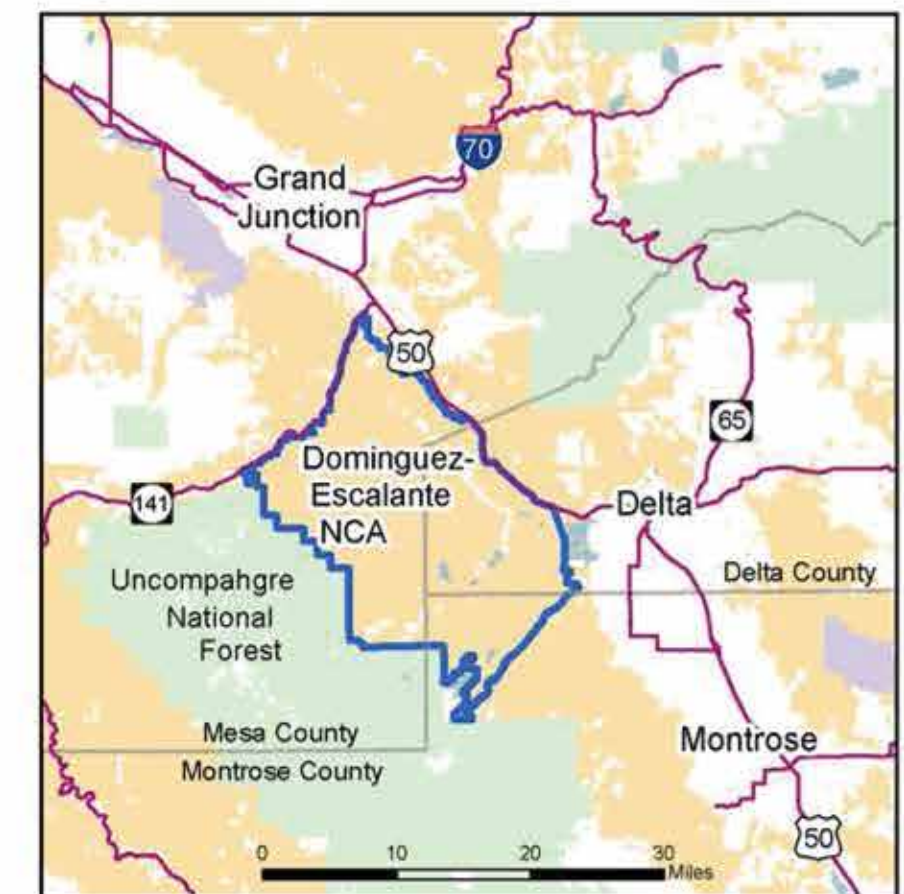 70
Grand
Junction
50
65
Dominguez-
Escalante
NCA
141
Delta
Uncompahgre
National
Forest
Delta County
Mesa County
Montrose County
Montrose
50
0 10 20 30
Miles